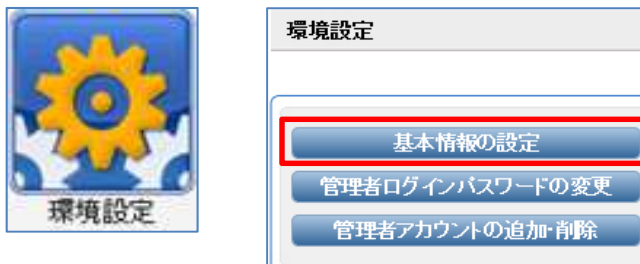 環境設定
環境設定
基本情報の設定
管理者ログインパスワードの変更
管理者アカウントの追加・削除